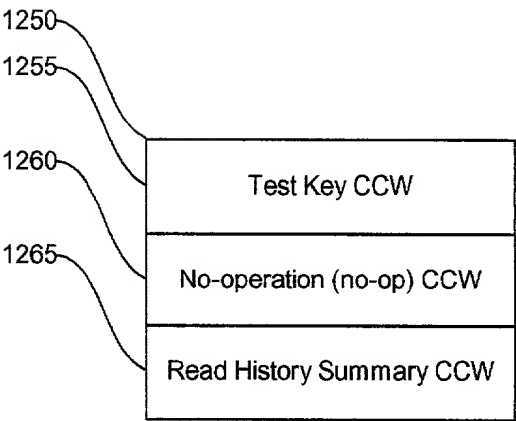 1250
1255
Test Key CCW
1260
No-operation (no-op) CCW
1265
Read History Summary CCW